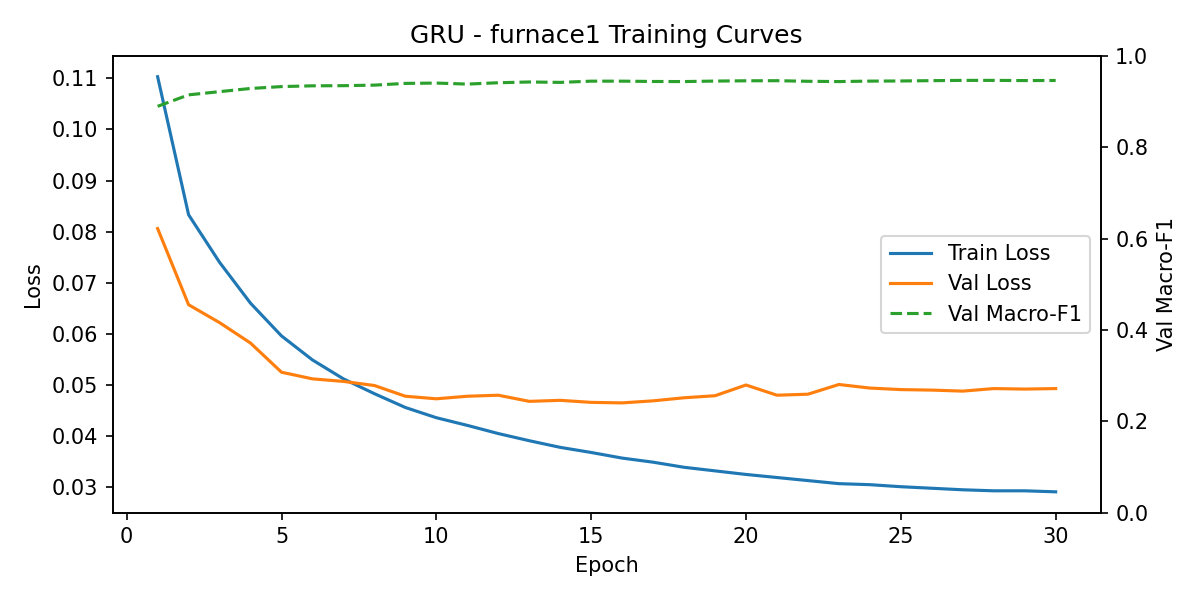 GRU - furnace1 Training Curves
0.11
0.10
0.09
0.08
0.07
0.06
0.05
0.04
0.03
Loss
1.0
0.8
0.6
0.4
0.2
0.0
Val Macro-F1
Train Loss
Val Loss
Val Macro-F1
0 5 10 15 20 25 30
Epoch